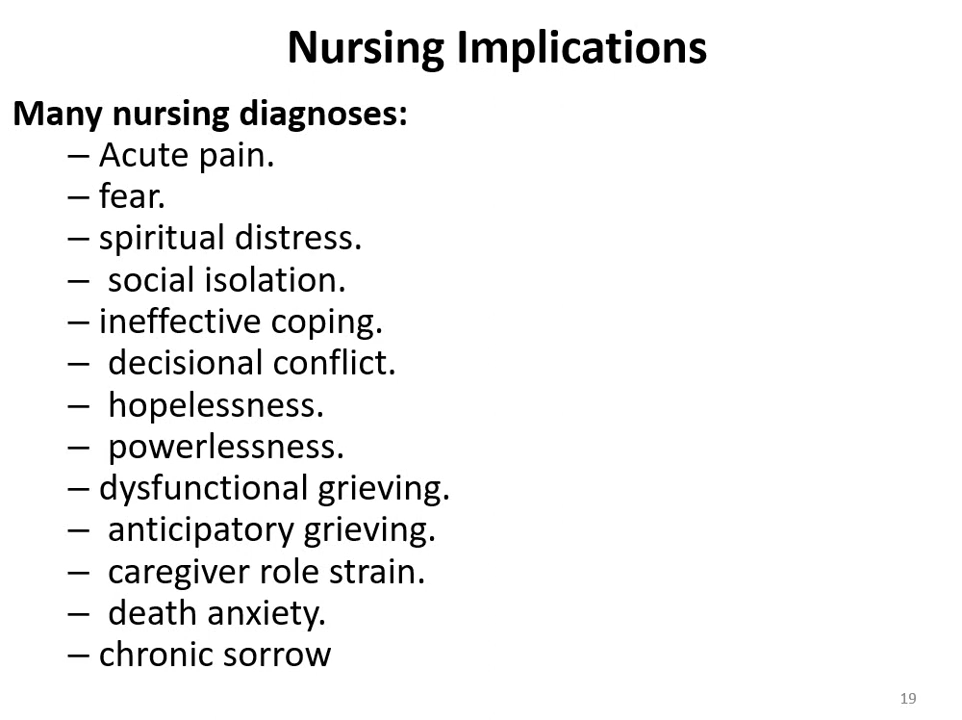 Nursing Implications
Many nursing diagnoses:
– Acute pain.
– fear.
– spiritual distress.
– social isolation.
– ineffective coping.
– decisional conflict.
– hopelessness.
– powerlessness.
– dysfunctional grieving.
– anticipatory grieving.
– caregiver role strain.
– death anxiety.
– chronic sorrow
19